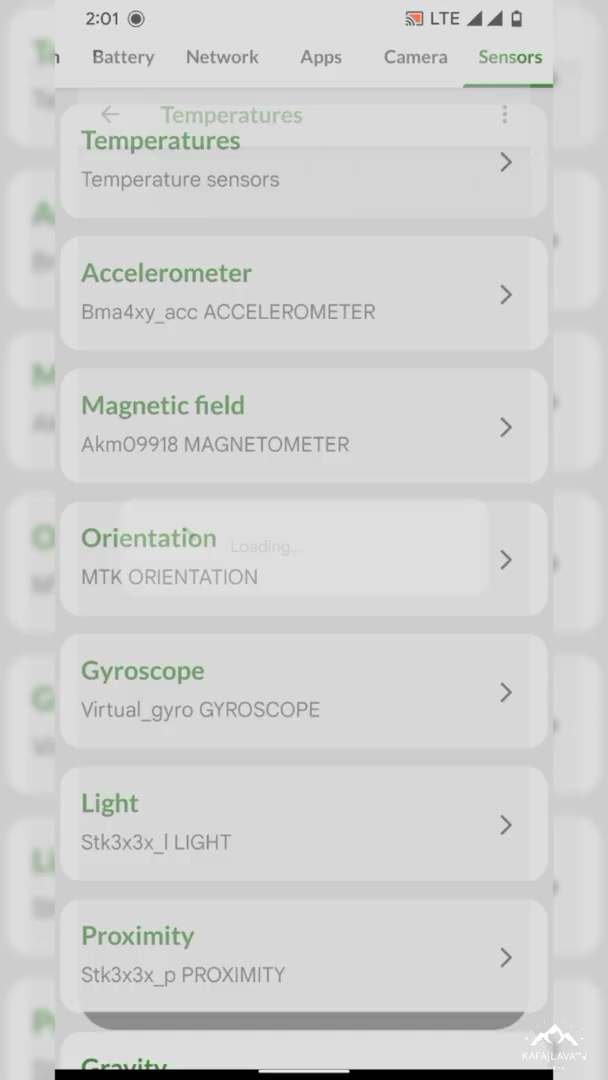 2:01 LTE
Battery Network Apps Camera Sensors
Temperatures
Temperatures
Temperature sensors
Accelerometer
Bma4xy_acc ACCELEROMETER
Magnetic field
Akm09918 MAGNETOMETER
Orientation
Loading...
MTK ORIENTATION
Gyroscope
Virtual_gyro GYROSCOPE
Light
Stk3x3x_l LIGHT
Proximity
Stk3x3x_p PROXIMITY
Gravity